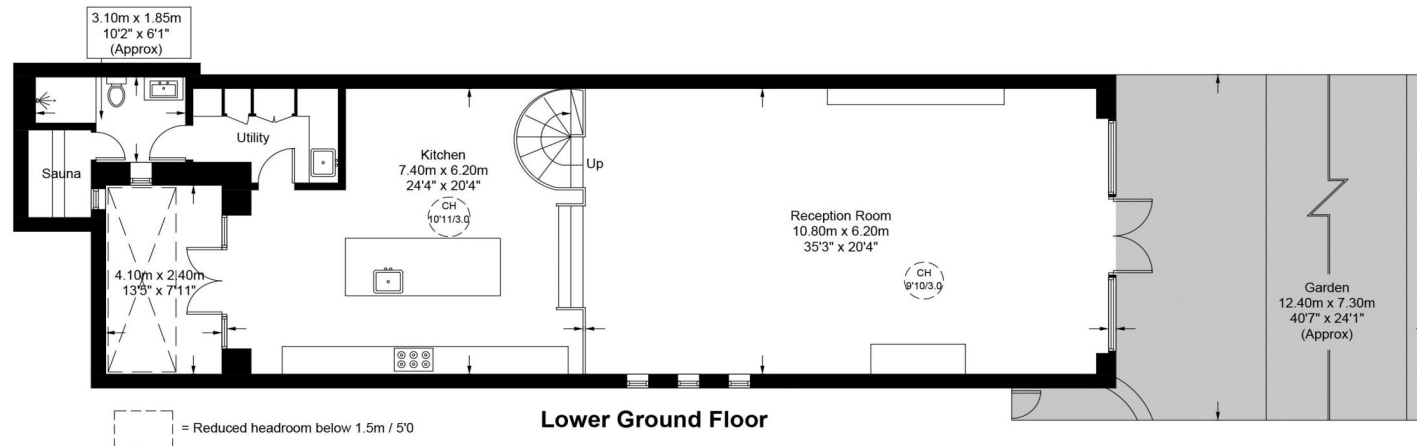 3.10m x 1.85m
10'2" x 6'1"
(Approx)
Utility
Sauna
Kitchen
7.40m x 6.20m
24'4" x 20'4"
CH
10'11/3.0
Up
Reception Room
10.80m x 6.20m
35'3" x 20'4"
CH
9'10/3.0
4.10m x 2.40m
13'5" x 7'11"
Garden
12.40m x 7.30m
40'7" x 24'1"
(Approx)
Lower Ground Floor
= Reduced headroom below 1.5m / 5'0